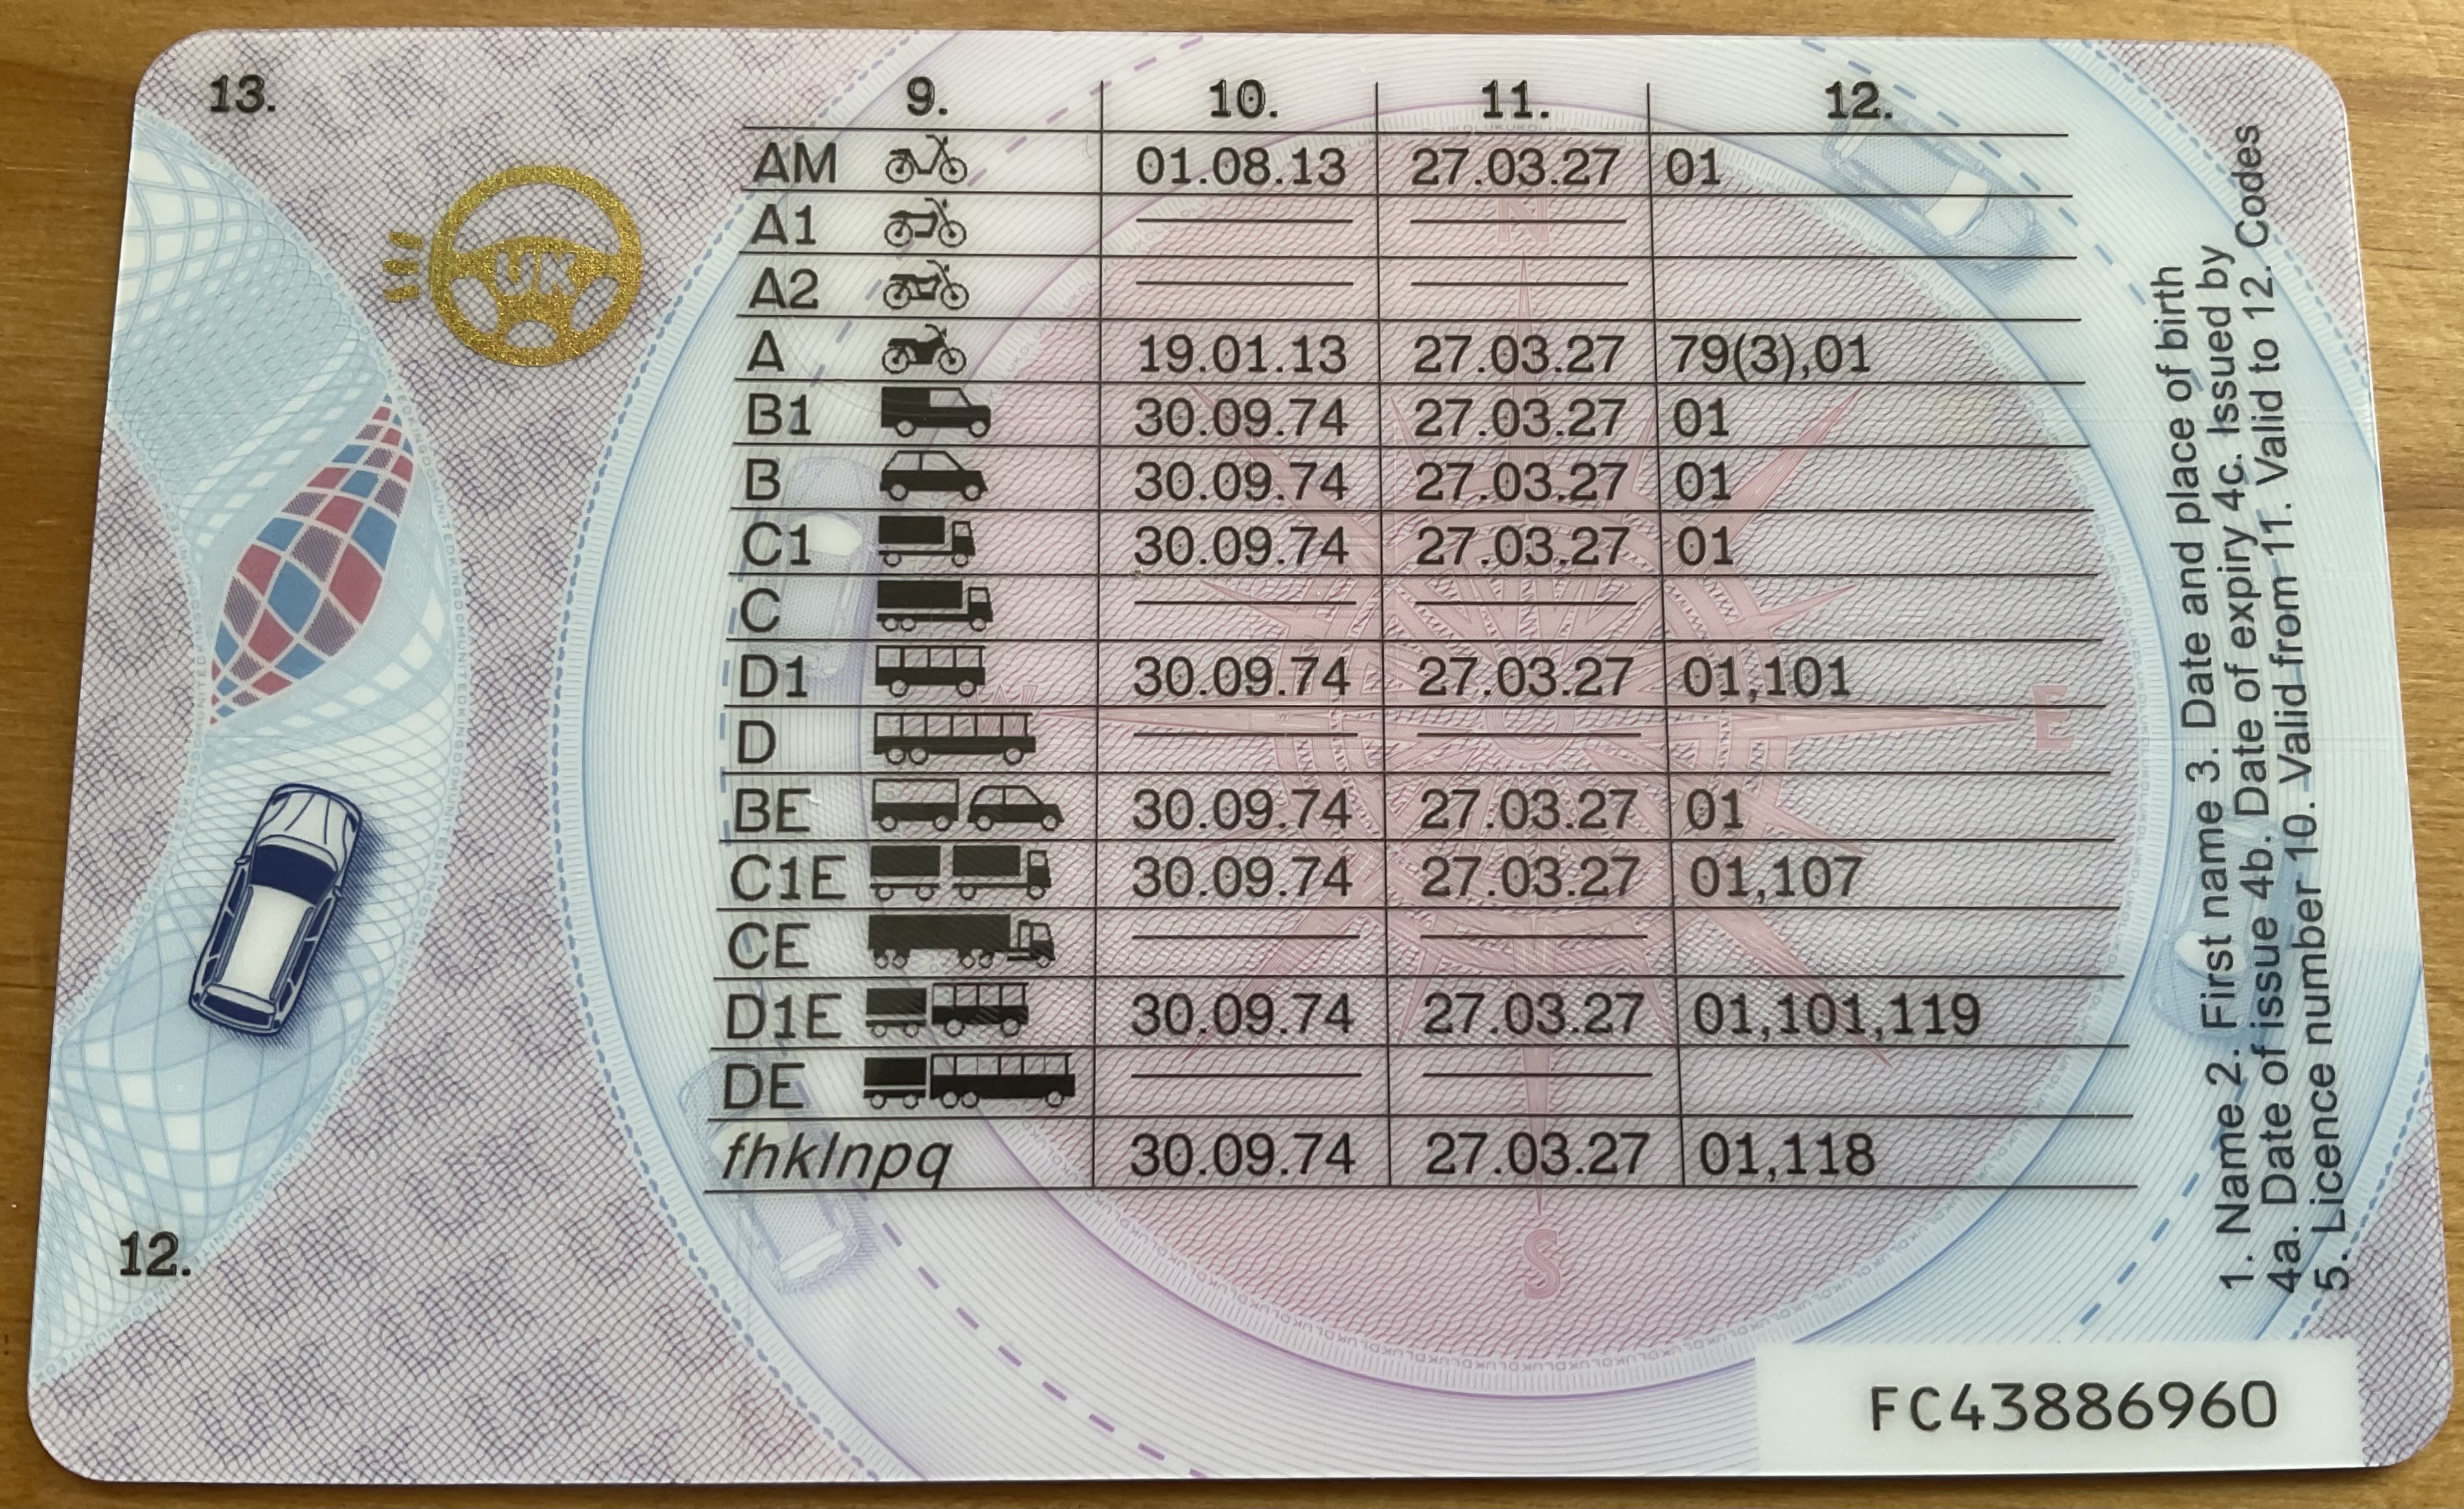 13.
9. 10. 11. 12.
AM 01.08.13 27.03.27 01
A1
A2
A 19.01.13 27.03.27 79(3),01
B1 30.09.74 27.03.27 01
B 30.09.74 27.03.27 01
C1 30.09.74 27.03.27 01
C
D1 30.09.74 27.03.27 01,101
D
BE 30.09.74 27.03.27 01
C1E 30.09.74 27.03.27 01,107
CE
D1E 30.09.74 27.03.27 01,101,119
DE
fhklnpq 30.09.74 27.03.27 01,118
UK
N
E
S
W
12.
1. Name 2. First name 3. Date and place of birth
4a. Date of issue 4b. Date of expiry 4c. Issued by
5. Licence number 10. Valid from 11. Valid to 12. Codes
FC43886960